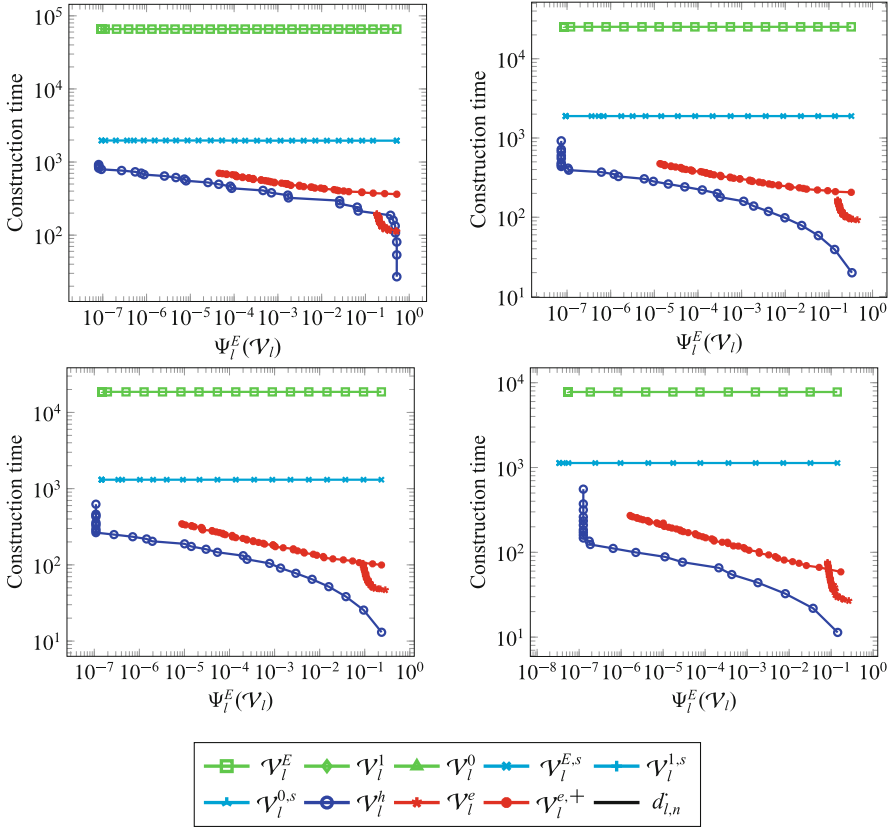 10^5
10^4
10^3
10^2
Construction time
10^-7 10^-6 10^-5 10^-4 10^-3 10^-2 10^-1 10^0
Ψ_l^E(𝒱_l)
10^4
10^3
10^2
10^1
Construction time
10^-7 10^-6 10^-5 10^-4 10^-3 10^-2 10^-1 10^0
Ψ_l^E(𝒱_l)
10^4
10^3
10^2
10^1
Construction time
10^-7 10^-6 10^-5 10^-4 10^-3 10^-2 10^-1 10^0
Ψ_l^E(𝒱_l)
10^4
10^3
10^2
10^1
Construction time
10^-8 10^-7 10^-6 10^-5 10^-4 10^-3 10^-2 10^-1 10^0
Ψ_l^E(𝒱_l)
𝒱_l^E 𝒱_l^1 𝒱_l^0 𝒱_l^{E,s} 𝒱_l^{1,s}
𝒱_l^{0,s} 𝒱_l^h 𝒱_l^e 𝒱_l^{e,+} d_{l,n}^·